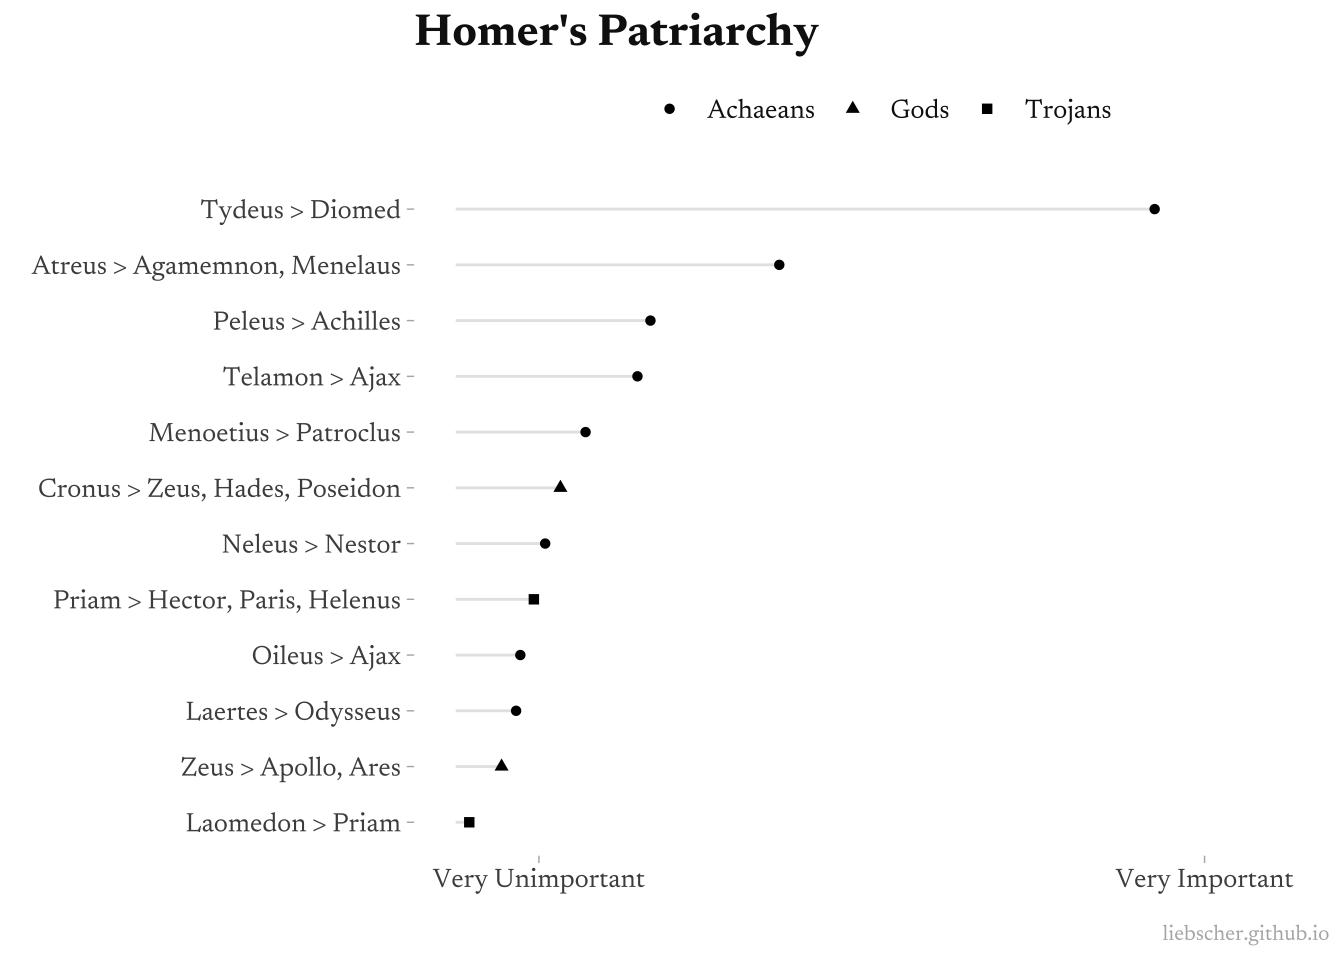 Homer's Patriarchy
Achaeans Gods Trojans
Tydeus > Diomed
Atreus > Agamemnon, Menelaus
Peleus > Achilles
Telamon > Ajax
Menoetius > Patroclus
Cronus > Zeus, Hades, Poseidon
Neleus > Nestor
Priam > Hector, Paris, Helenus
Oileus > Ajax
Laertes > Odysseus
Zeus > Apollo, Ares
Laomedon > Priam
Very Unimportant Very Important
liebscher.github.io